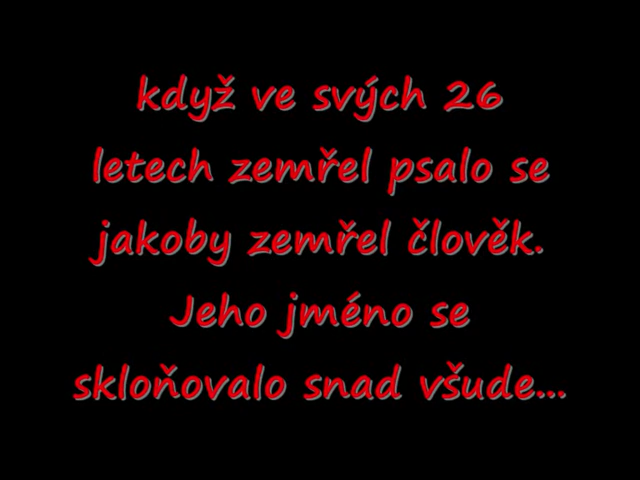 když ve svých 26
letech zemřel psalo se
jakoby zemřel člověk.
Jeho jméno se
skloňovalo snad všude...